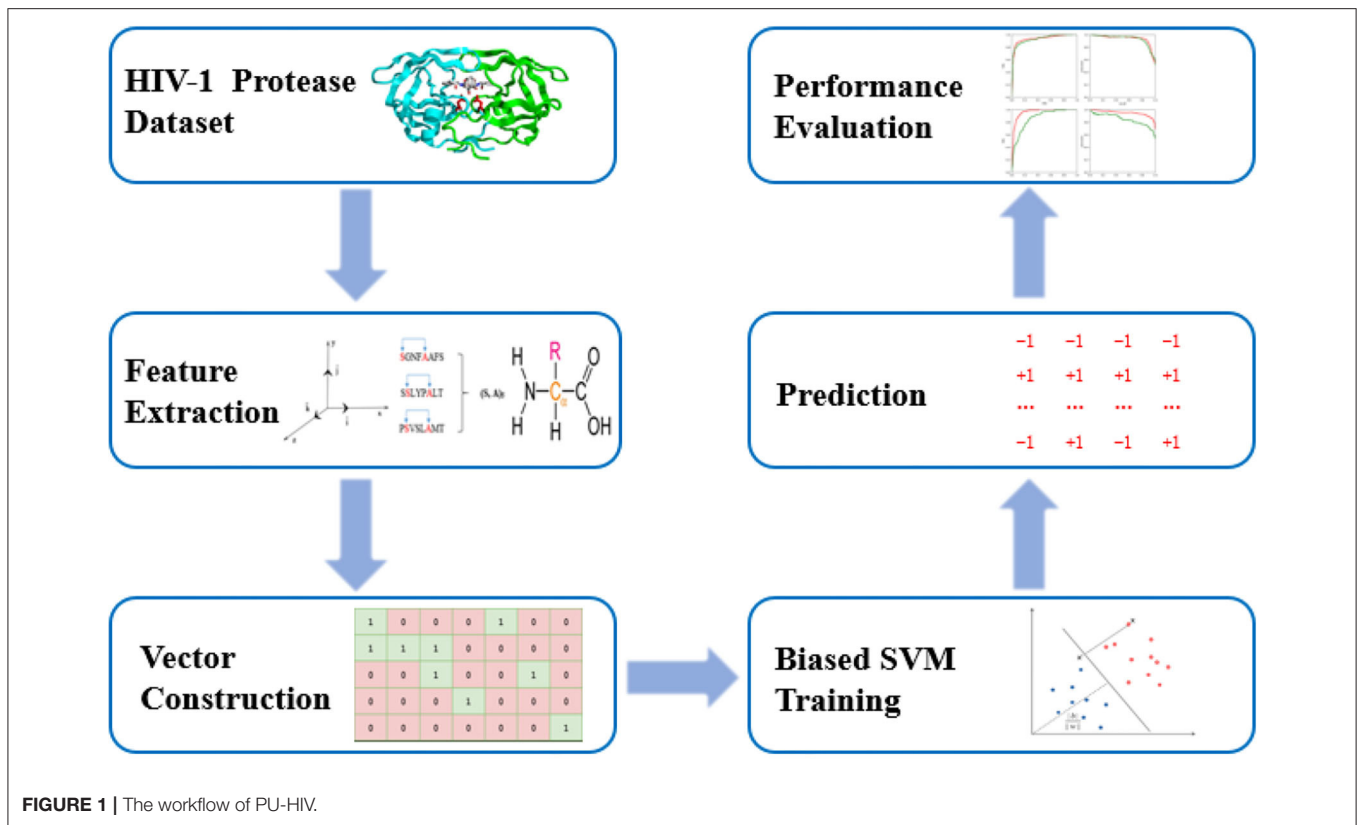 HIV-1 Protease
Dataset
Feature
Extraction
y
j
k
i
x
z
SGNFAAFS
SSLYPALT
PSVSLAMT
(S, A)3
H
R
O
N
C
α
C
H
H
OH
Vector
Construction
1 0 0 0 1 0 0
1 1 1 0 0 0 0
0 0 1 0 0 1 0
0 0 0 1 0 0 0
0 0 0 0 0 0 1
Biased SVM
Training
x
x
Prediction
-1 -1 -1 -1
+1 +1 +1 +1
... ... ... ...
-1 +1 -1 +1
Performance
Evaluation
FIGURE 1 | The workflow of PU-HIV.